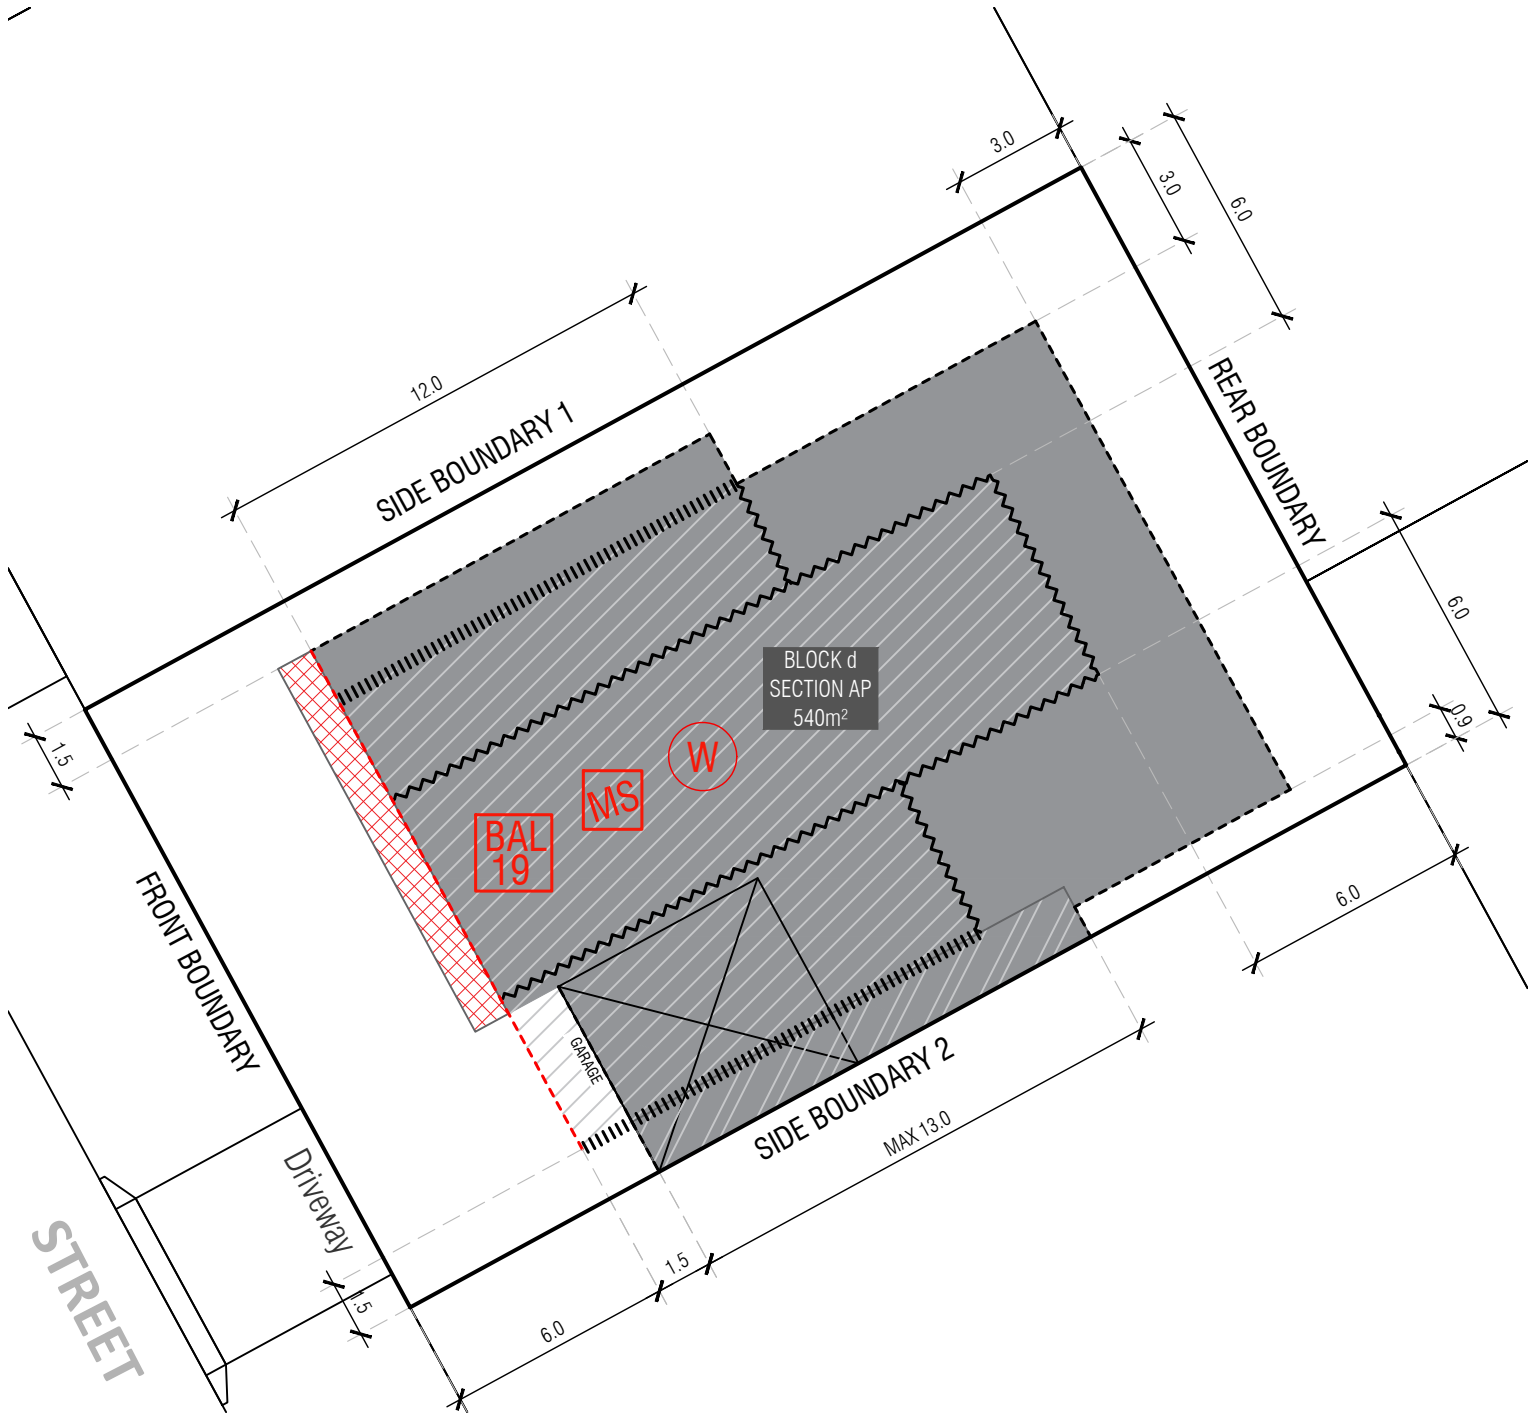 3.0
3.0
6.0
12.0
SIDE BOUNDARY 1
REAR BOUNDARY
6.0
0.9
BLOCK d
SECTION AP
540m²
W
MS
BAL
19
1.5
FRONT BOUNDARY
GARAGE
SIDE BOUNDARY 2
6.0
MAX 13.0
Driveway
STREET
1.5
1.5
6.0